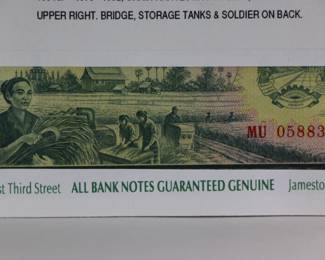 UPPER RIGHT. BRIDGE, STORAGE TANKS & SOLDIER ON BACK.
MU 05883
st Third Street ALL BANK NOTES GUARANTEED GENUINE Jamesto